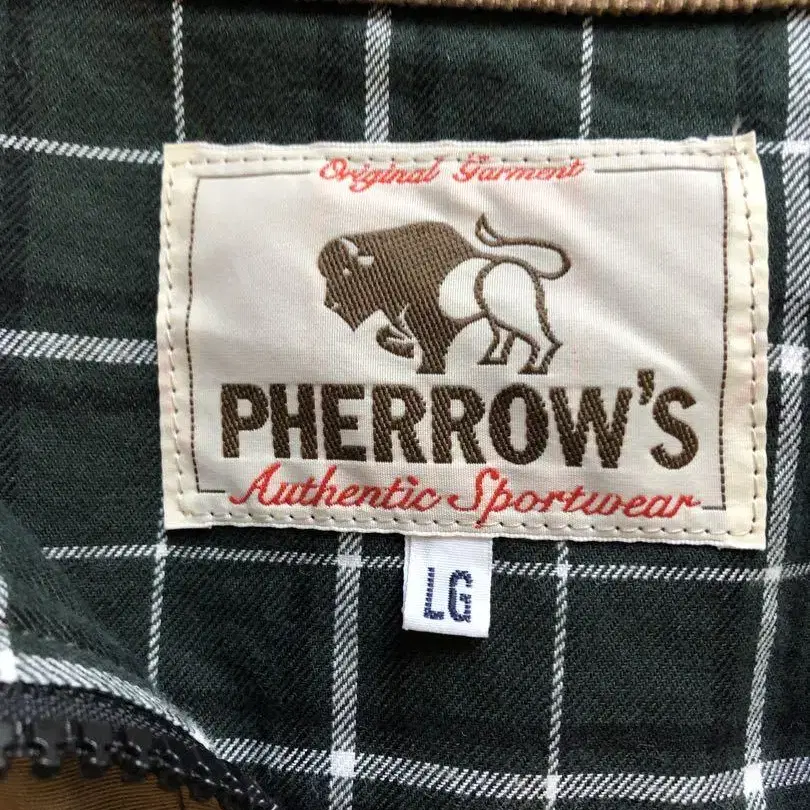 Original Garment
PHERROW'S
Authentic Sportwear
LG